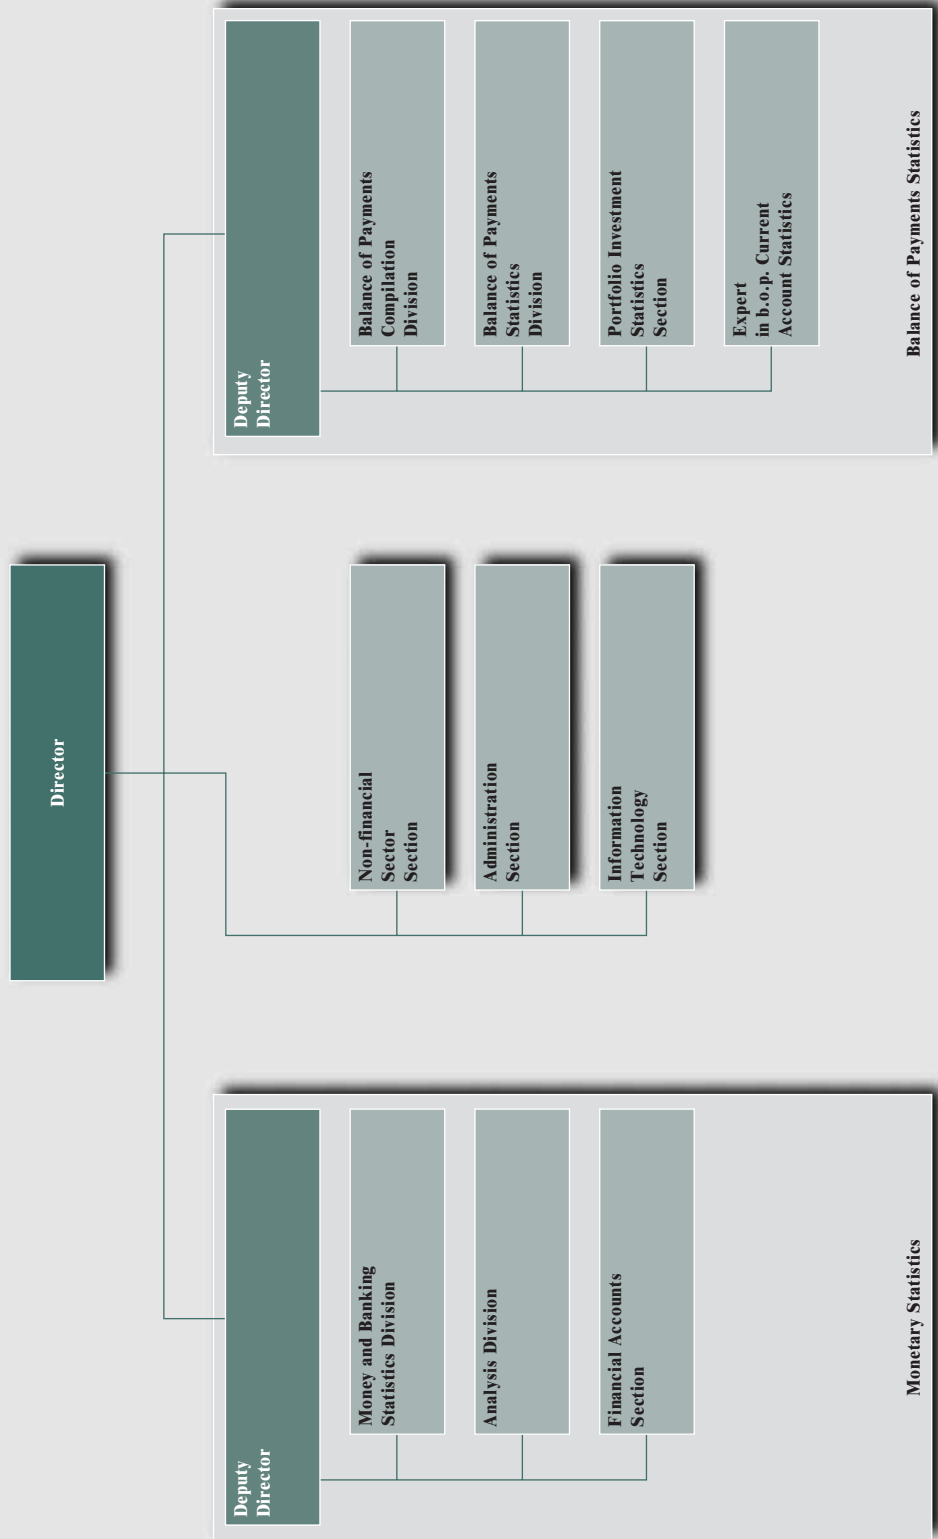 Director
Deputy
Director
Money and Banking
Statistics Division
Analysis Division
Financial Accounts
Section
Monetary Statistics
Non-financial
Sector
Section
Administration
Section
Information
Technology
Section
Deputy
Director
Balance of Payments
Compilation
Division
Balance of Payments
Statistics
Division
Portfolio Investment
Statistics
Section
Expert
in b.o.p. Current
Account Statistics
Balance of Payments Statistics